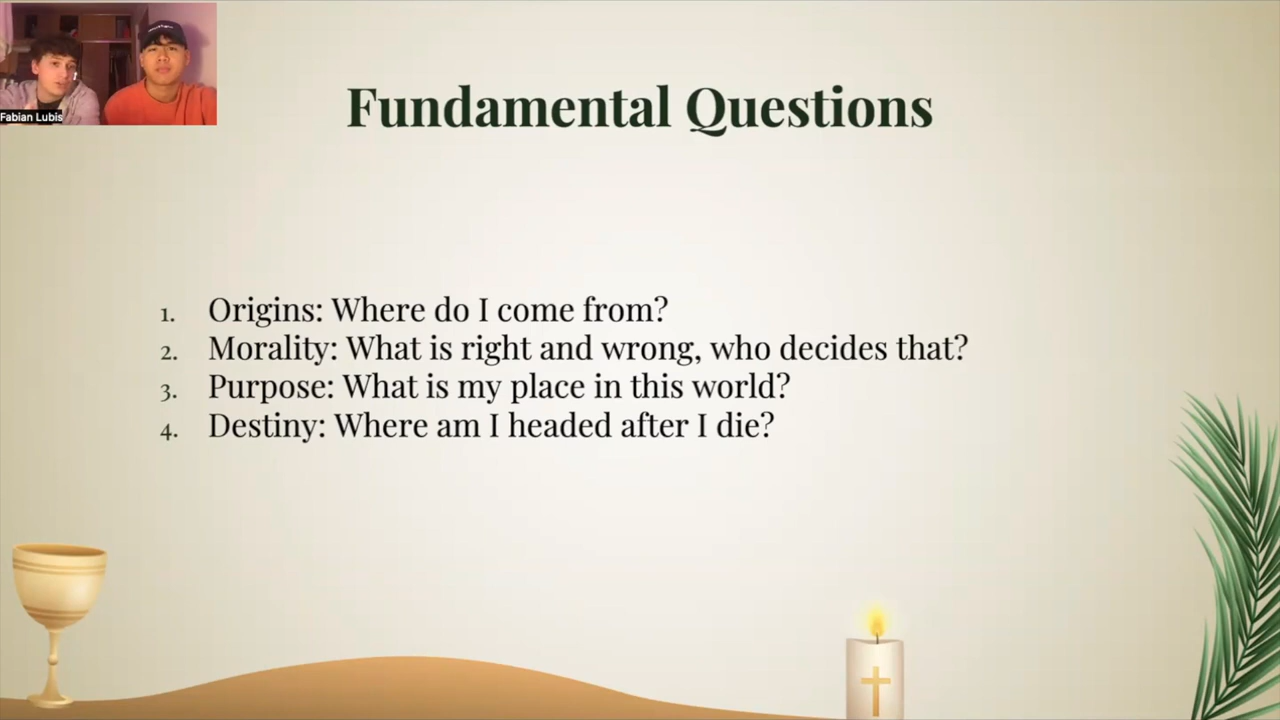 Fundamental Questions
Fabian Lubis
1. Origins: Where do I come from?
2. Morality: What is right and wrong, who decides that?
3. Purpose: What is my place in this world?
4. Destiny: Where am I headed after I die?